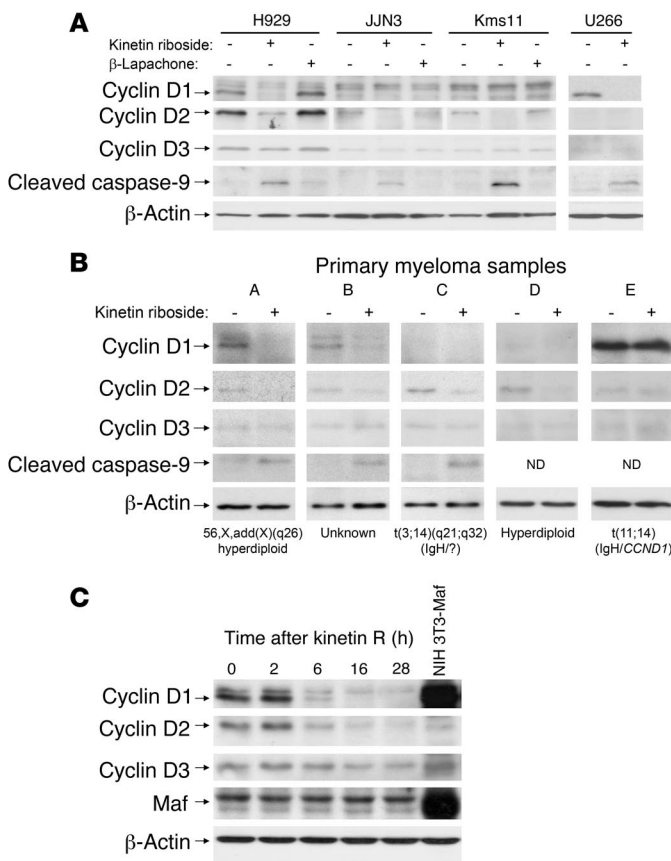 A
H929 JJN3 Kms11 U266
Kinetin riboside: - + - - + - - + - - +
β-Lapachone: - - + - - + - - + - -
Cyclin D1
Cyclin D2
Cyclin D3
Cleaved caspase-9
β-Actin
B
Primary myeloma samples
A B C D E
Kinetin riboside: - + - + - + - + - +
Cyclin D1
Cyclin D2
Cyclin D3
Cleaved caspase-9 ND ND
β-Actin
56,X,add(X)(q26) Unknown t(3;14)(q21;q32) Hyperdiploid t(11;14)
hyperdiploid (IgH/?) (IgH/CCND1)
C
Time after kinetin R (h) NIH 3T3-Maf
0 2 6 16 28
Cyclin D1
Cyclin D2
Cyclin D3
Maf
β-Actin